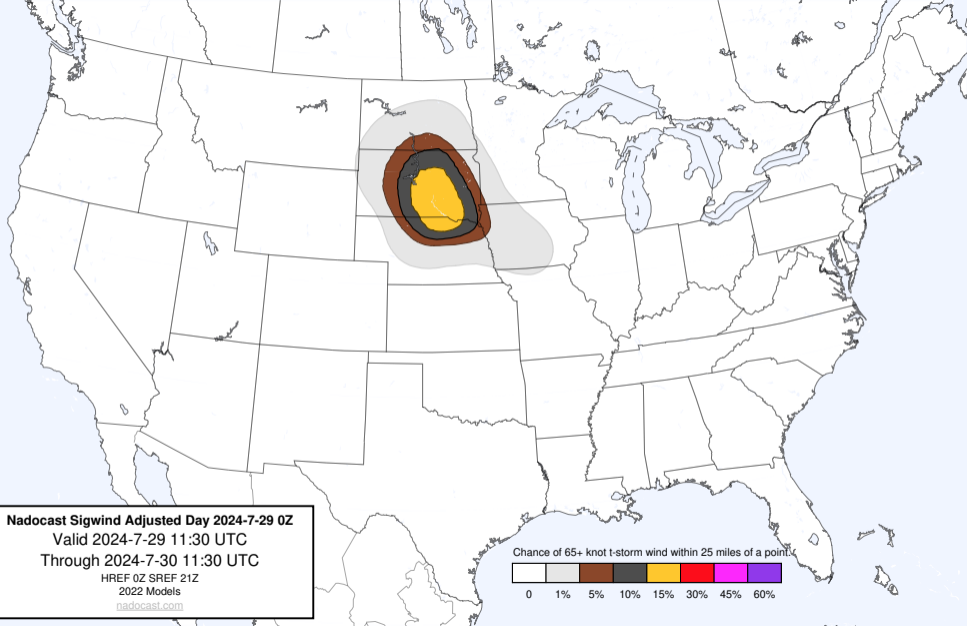 Nadocast Sigwind Adjusted Day 2024-7-29 0Z
Valid 2024-7-29 11:30 UTC
Through 2024-7-30 11:30 UTC
HREF 0Z SREF 21Z
2022 Models
nadocast.com
Chance of 65+ knot t-storm wind within 25 miles of a point.
0 1% 5% 10% 15% 30% 45% 60%